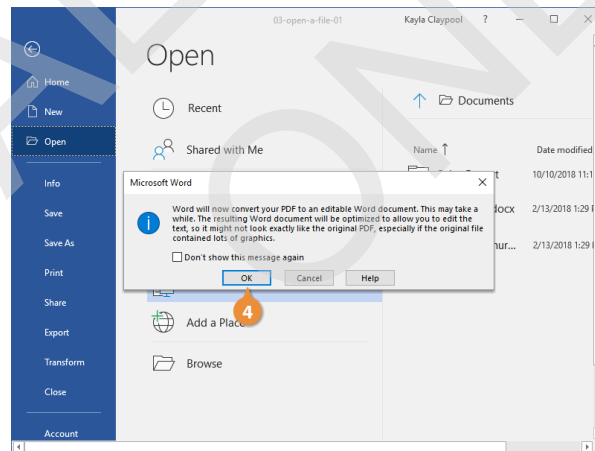 03-open-a-file-01
Kayla Claypool ?
Open
Home
New
Open
Info
Save
Save As
Print
Share
Export
Transform
Close
Account
Recent
Shared with Me
Add a Place
Browse
Documents
Name Date modified
10/10/2018 11:1
docx 2/13/2018 1:29
2/13/2018 1:29
Microsoft Word
Word will now convert your PDF to an editable Word document. This may take a
while. The resulting Word document will be optimized to allow you to edit the
text, so it might not look exactly like the original PDF, especially if the original file
contained lots of graphics.
Don't show this message again
OK Cancel Help
4